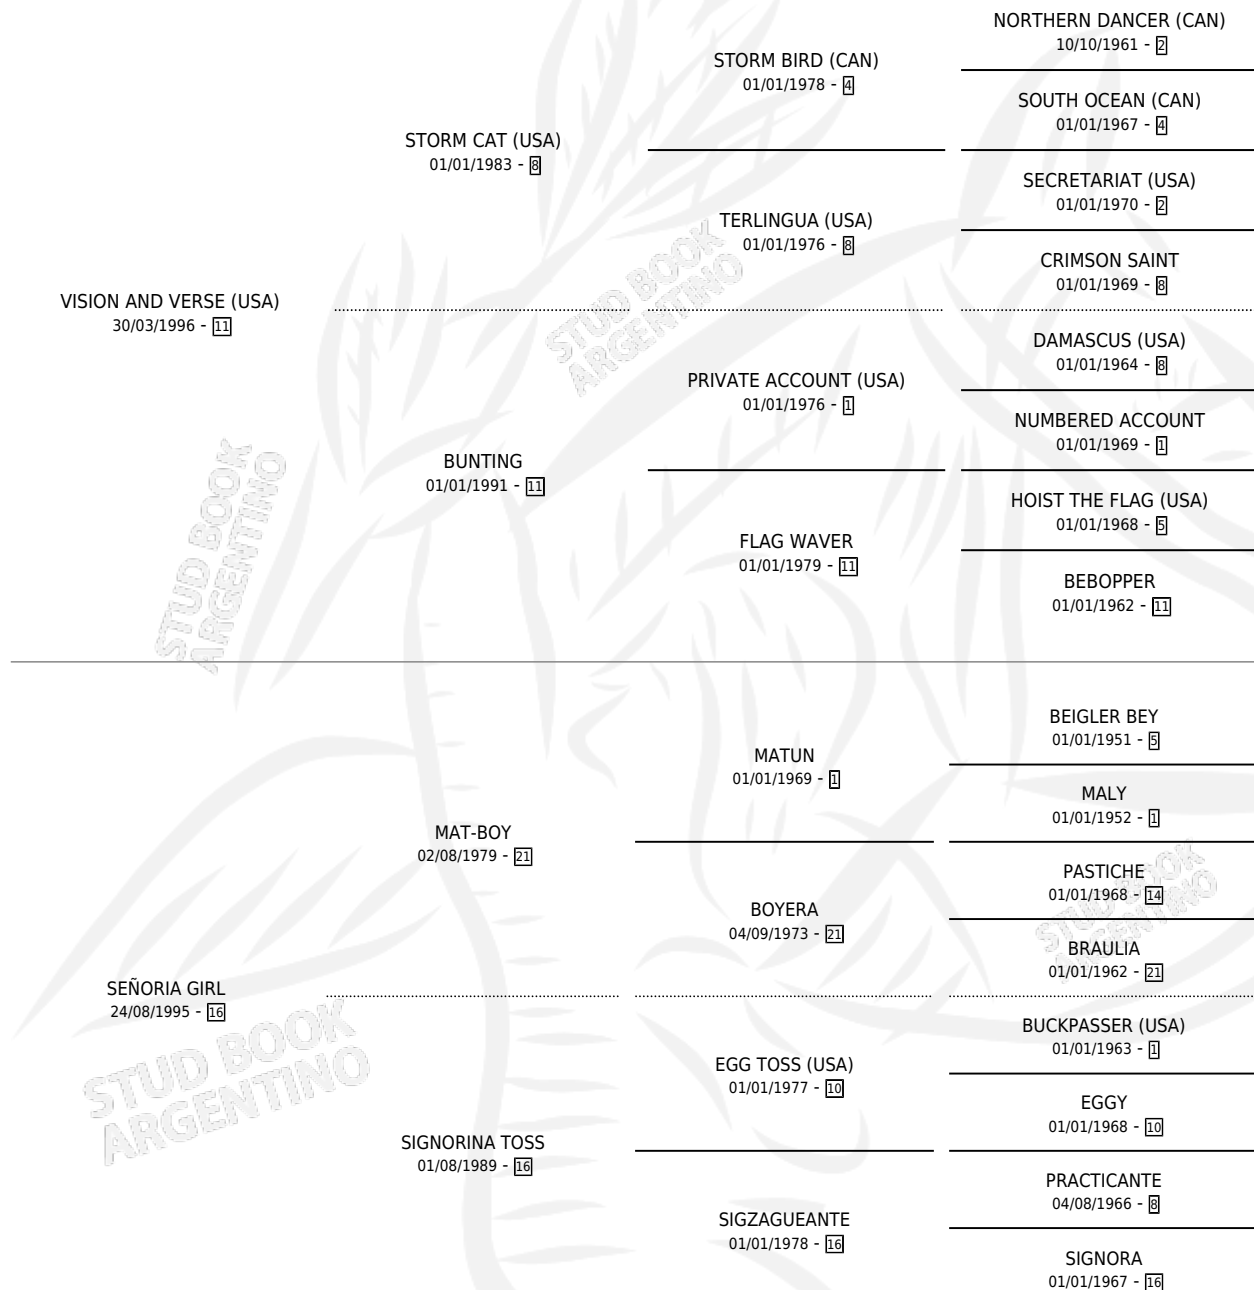 NORTHERN DANCER (CAN)
10/10/1961 - 2
STORM BIRD (CAN)
01/01/1978 - 4
SOUTH OCEAN (CAN)
01/01/1967 - 4
STORM CAT (USA)
01/01/1983 - 8
SECRETARIAT (USA)
01/01/1970 - 2
TERLINGUA (USA)
01/01/1976 - 8
CRIMSON SAINT
01/01/1969 - 8
VISION AND VERSE (USA)
30/03/1996 - 11
DAMASCUS (USA)
01/01/1964 - 8
PRIVATE ACCOUNT (USA)
01/01/1976 - 1
NUMBERED ACCOUNT
01/01/1969 - 1
BUNTING
01/01/1991 - 11
HOIST THE FLAG (USA)
01/01/1968 - 5
FLAG WAVER
01/01/1979 - 11
BEBOPPER
01/01/1962 - 11
BEIGLER BEY
01/01/1951 - 5
MATUN
01/01/1969 - 1
MALY
01/01/1952 - 1
MAT-BOY
02/08/1979 - 21
PASTICHE
01/01/1968 - 14
BOYERA
04/09/1973 - 21
BRAULIA
01/01/1962 - 21
SEÑORIA GIRL
24/08/1995 - 16
BUCKPASSER (USA)
01/01/1963 - 1
EGG TOSS (USA)
01/01/1977 - 10
EGGY
01/01/1968 - 10
SIGNORINA TOSS
01/08/1989 - 16
PRACTICANTE
04/08/1966 - 8
SIGZAGUEANTE
01/01/1978 - 16
SIGNORA
01/01/1967 - 16
STUD BOOK
ARGENTINO
STUD BOOK
ARGENTINO
STUD BOOK
ARGENTINO
STUD BOOK
ARGENTINO